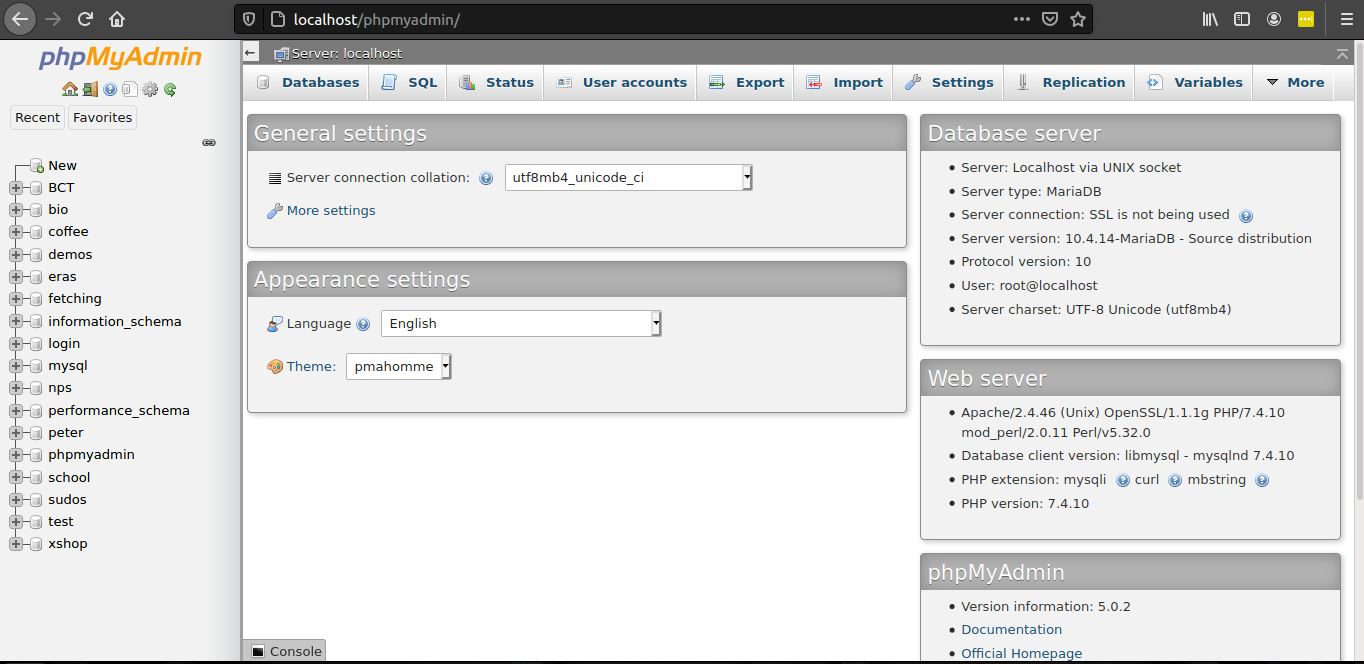 localhost/phpmyadmin/
phpMyAdmin
Recent Favorites
New
BCT
bio
coffee
demos
eras
fetching
information_schema
login
mysql
nps
performance_schema
peter
phpmyadmin
school
sudos
test
xshop
Server: localhost
Databases SQL Status User accounts Export Import Settings Replication Variables More
General settings
Server connection collation: utf8mb4_unicode_ci
More settings
Appearance settings
Language English
Theme: pmahomme
Database server
Server: Localhost via UNIX socket
Server type: MariaDB
Server connection: SSL is not being used
Server version: 10.4.14-MariaDB - Source distribution
Protocol version: 10
User: root@localhost
Server charset: UTF-8 Unicode (utf8mb4)
Web server
Apache/2.4.46 (Unix) OpenSSL/1.1.1g PHP/7.4.10
mod_perl/2.0.11 Perl/v5.32.0
Database client version: libmysql - mysqlnd 7.4.10
PHP extension: mysqli curl mbstring
PHP version: 7.4.10
phpMyAdmin
Version information: 5.0.2
Documentation
Official Homepage
Console